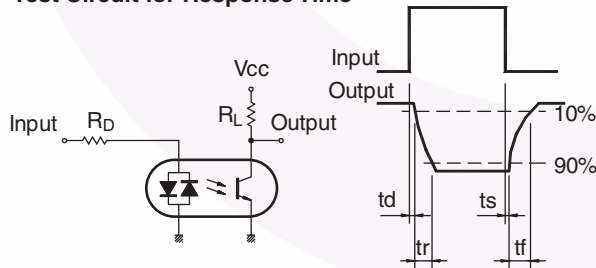 Test Circuit for Response Time
Input
Output
Vcc
Input
RD
RL
Output
10%
90%
td
ts
tr
tf